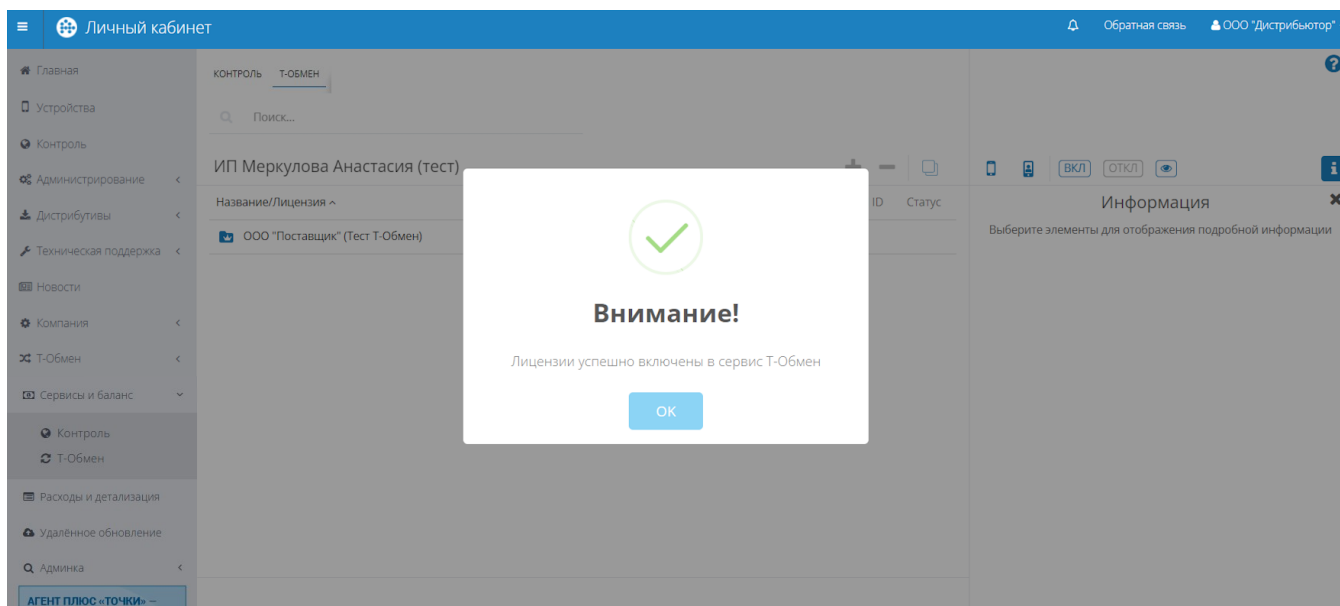 Личный кабинет
Обратная связь
ООО "Дистрибьютор"
Главная
Устройства
Контроль
Администрирование
Дистрибутивы
Техническая поддержка
Новости
Компания
Т-Обмен
Сервисы и баланс
Контроль
Т-Обмен
Расходы и детализация
Удалённое обновление
Админка
АГЕНТ ПЛЮС «ТОЧКИ» –
КОНТРОЛЬ Т-ОБМЕН
Поиск...
ИП Меркулова Анастасия (тест)
Название/Лицензия
ID Статус
ООО "Поставщик" (Тест Т-Обмен)
Внимание!
Лицензии успешно включены в сервис Т-Обмен
OK
ВКЛ ОТКЛ
Информация
Выберите элементы для отображения подробной информации